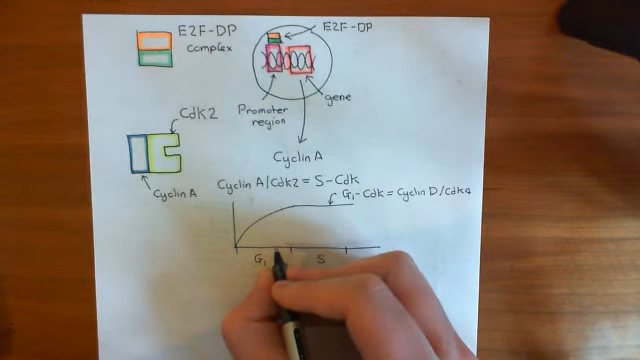 E2F-DP
complex
E2F-DP
Promoter
region
gene
Cdk2
Cyclin A
Cyclin A
Cyclin A/Cdk2 = S-Cdk
G₁-Cdk = Cyclin D/Cdk4
G₁
S